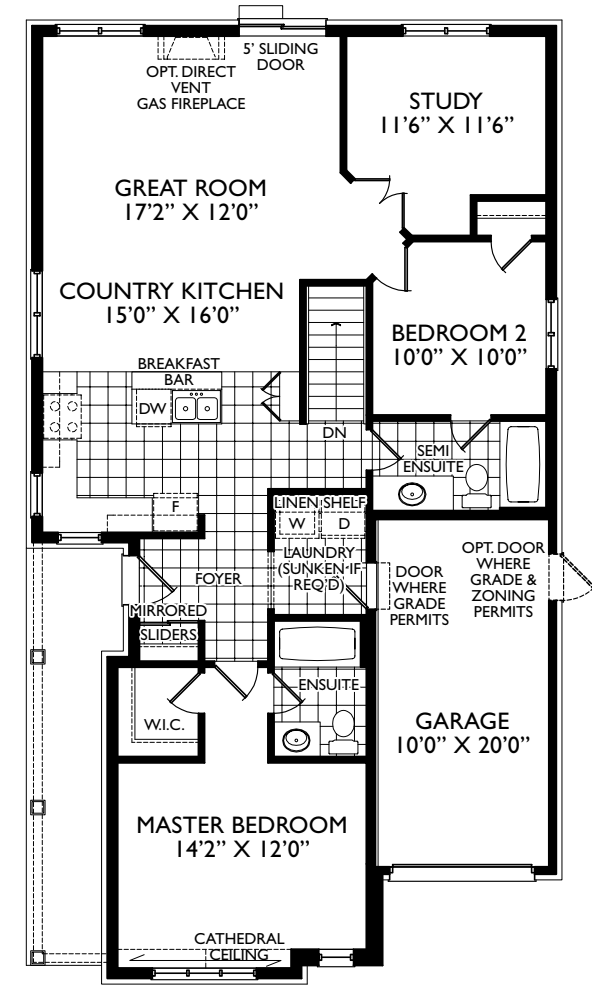 5' SLIDING
DOOR
OPT. DIRECT
VENT
GAS FIREPLACE
STUDY
11'6" X 11'6"
GREAT ROOM
17'2" X 12'0"
COUNTRY KITCHEN
15'0" X 16'0"
BEDROOM 2
10'0" X 10'0"
BREAKFAST
BAR
DW
DN
SEMI
ENSUITE
F
LINEN SHELF
W
D
LAUNDRY
(SUNKEN IF
REQ'D)
FOYER
DOOR
WHERE
GRADE
PERMITS
OPT. DOOR
WHERE
GRADE &
ZONING
PERMITS
MIRRORED
SLIDERS
ENSUITE
W.I.C.
GARAGE
10'0" X 20'0"
MASTER BEDROOM
14'2" X 12'0"
CATHEDRAL
CEILING